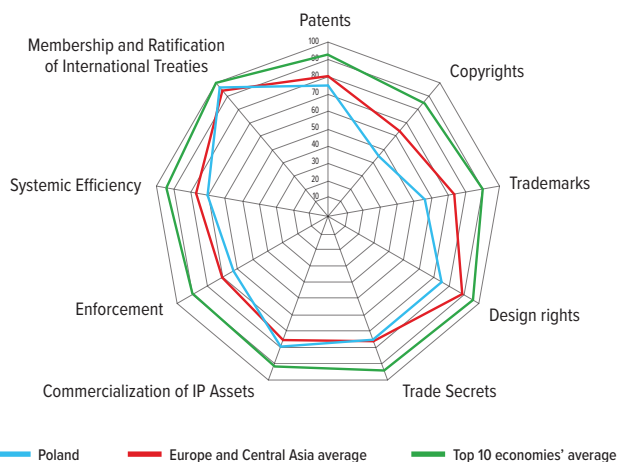 Patents
Membership and Ratification
of International Treaties
Copyrights
100
90
80
70
60
50
40
30
20
10
Systemic Efficiency
Trademarks
Enforcement
Design rights
Commercialization of IP Assets
Trade Secrets
Poland
Europe and Central Asia average
Top 10 economies’ average